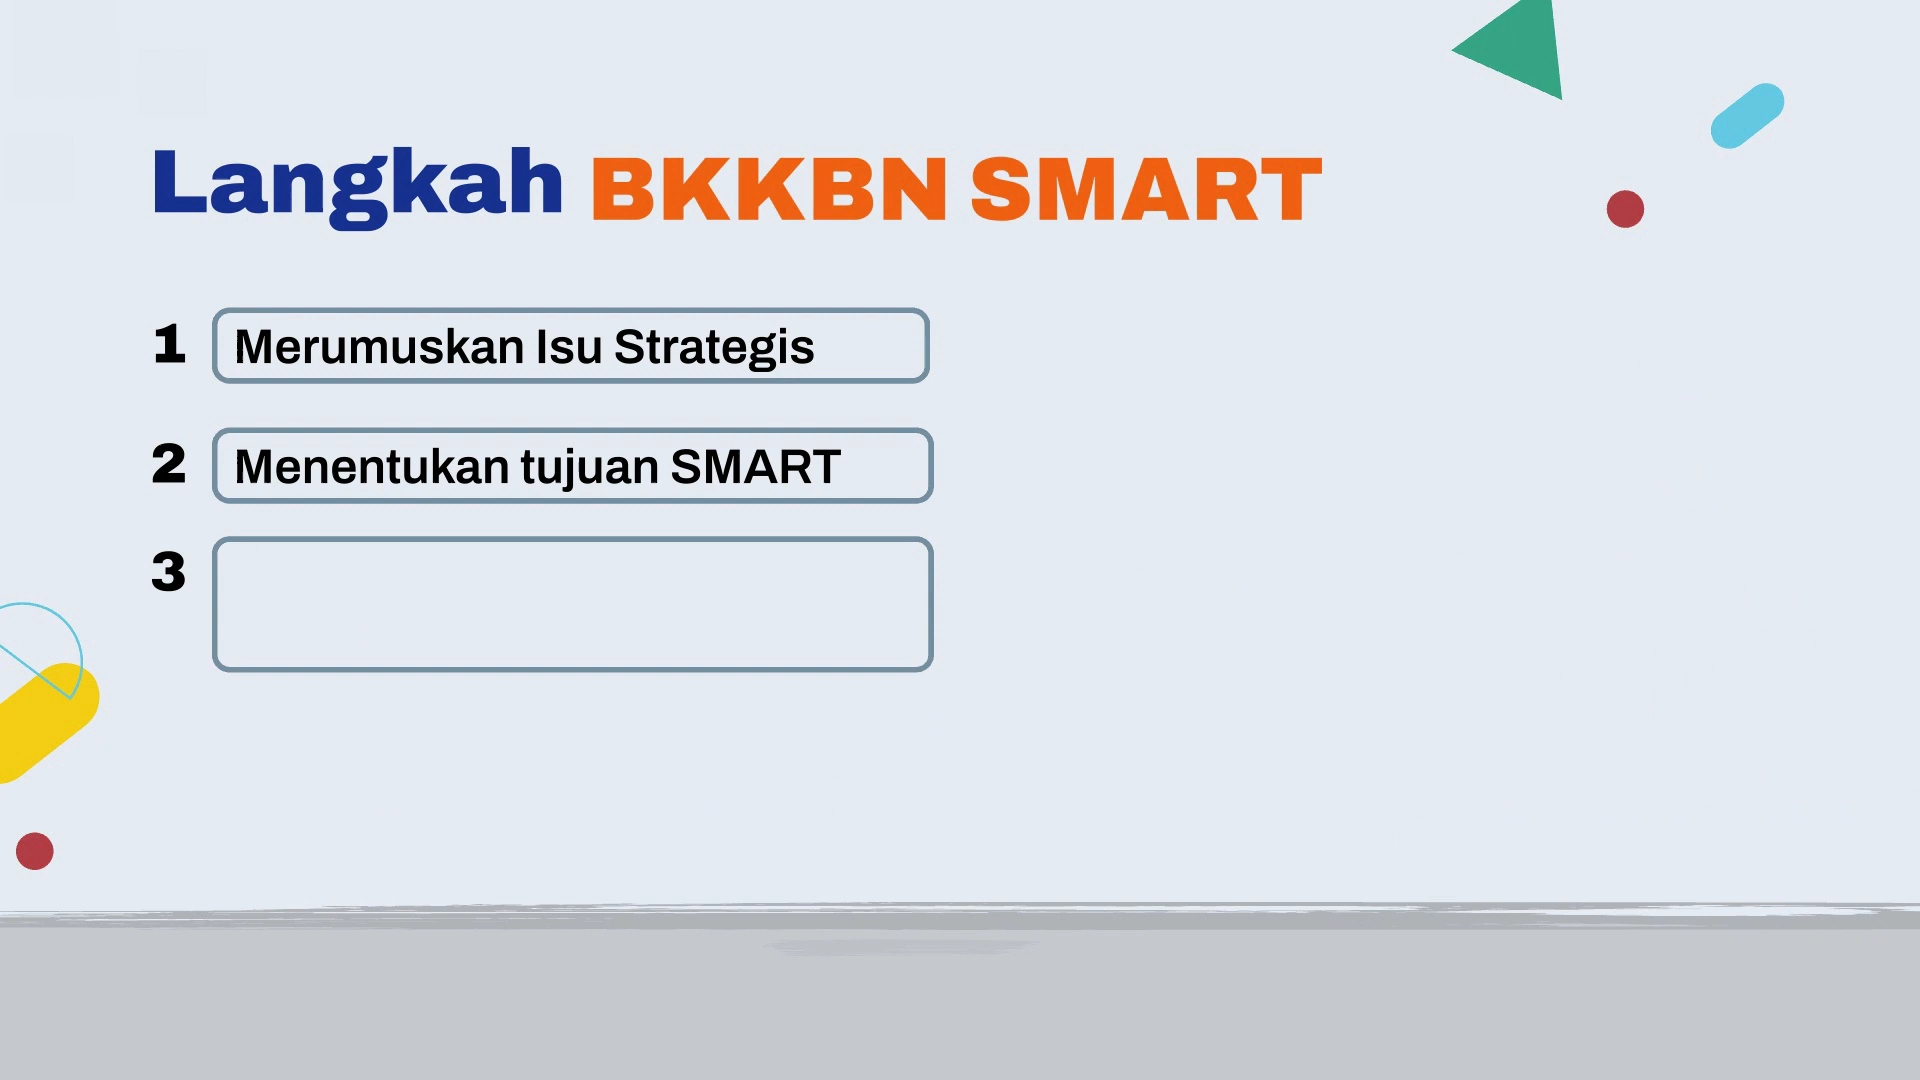 Langkah BKKBN SMART
1 Merumuskan Isu Strategis
2 Menentukan tujuan SMART
3